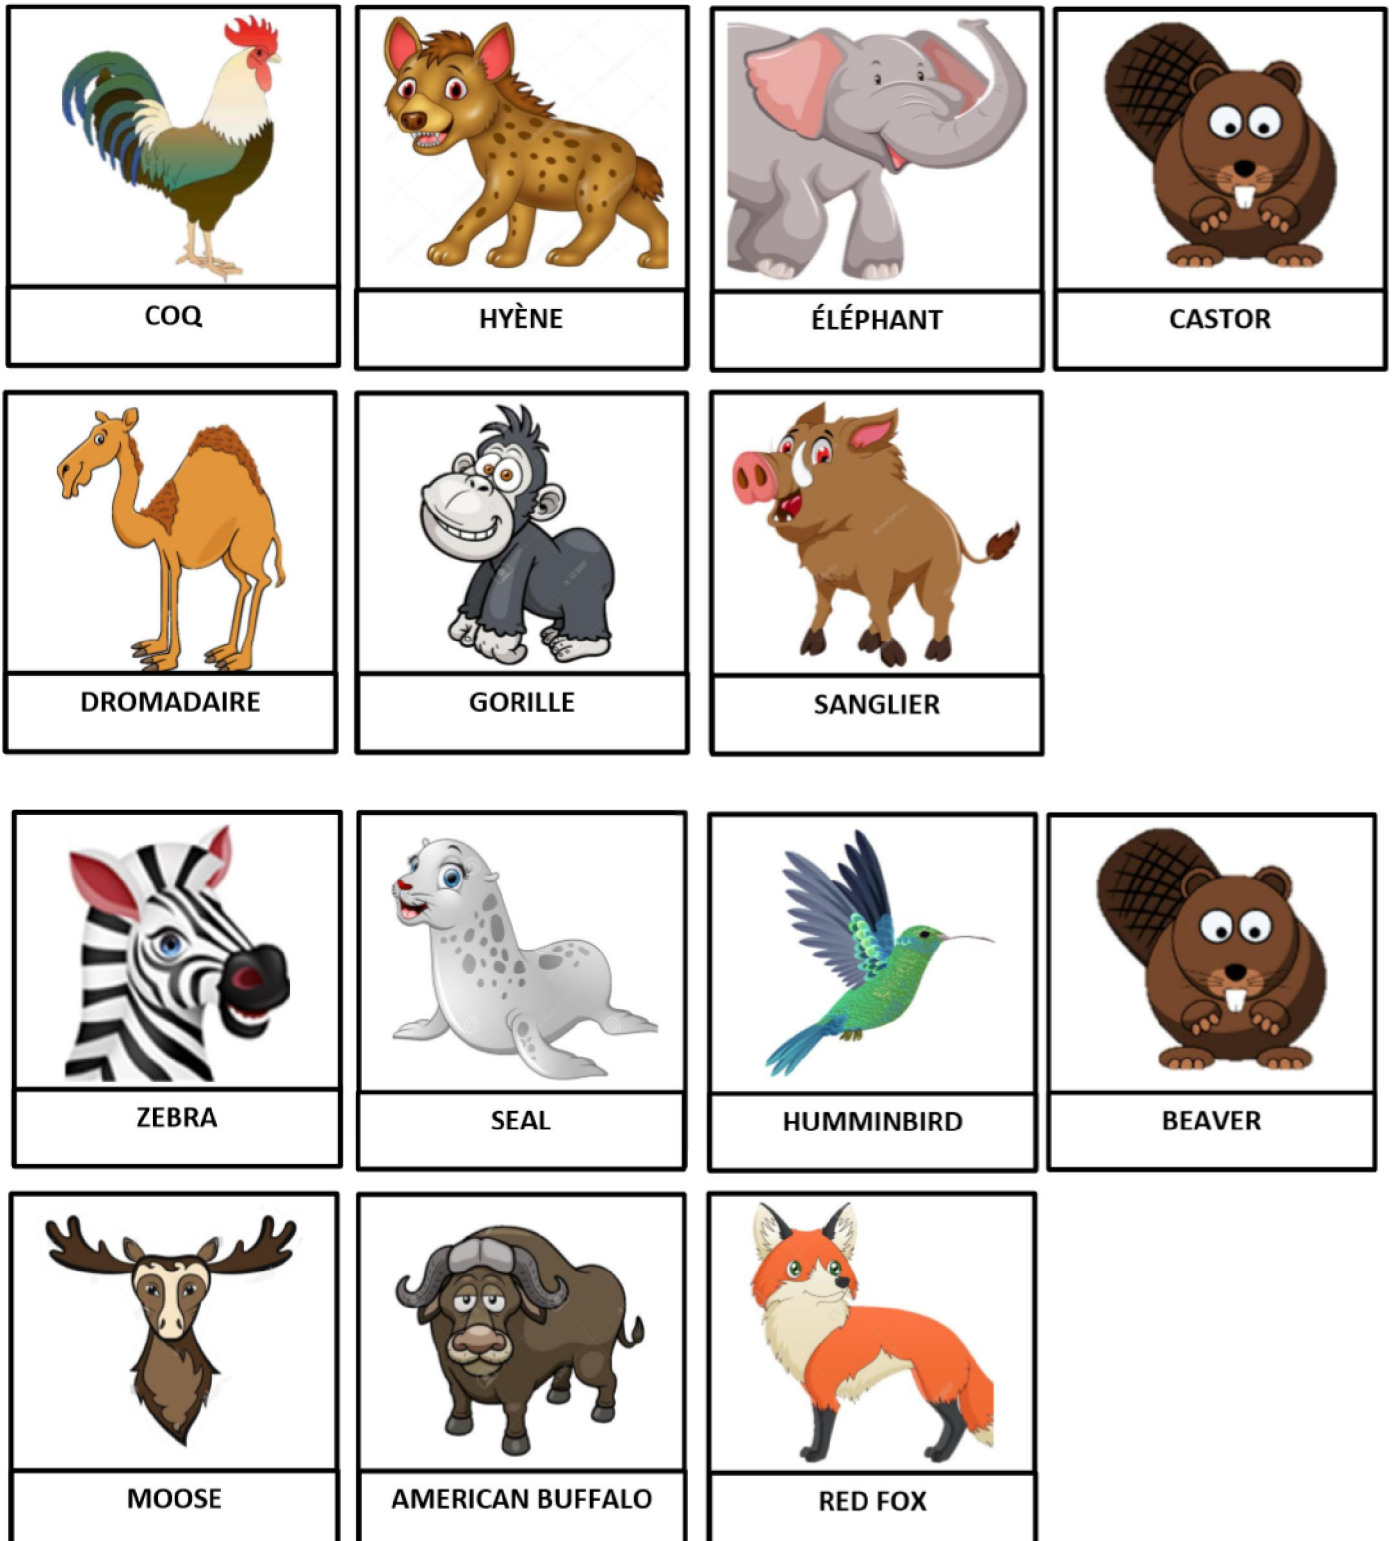 COQ
HYÈNE
ÉLÉPHANT
CASTOR
DROMADAIRE
GORILLE
SANGLIER
ZEBRA
SEAL
HUMMINBIRD
BEAVER
MOOSE
AMERICAN BUFFALO
RED FOX